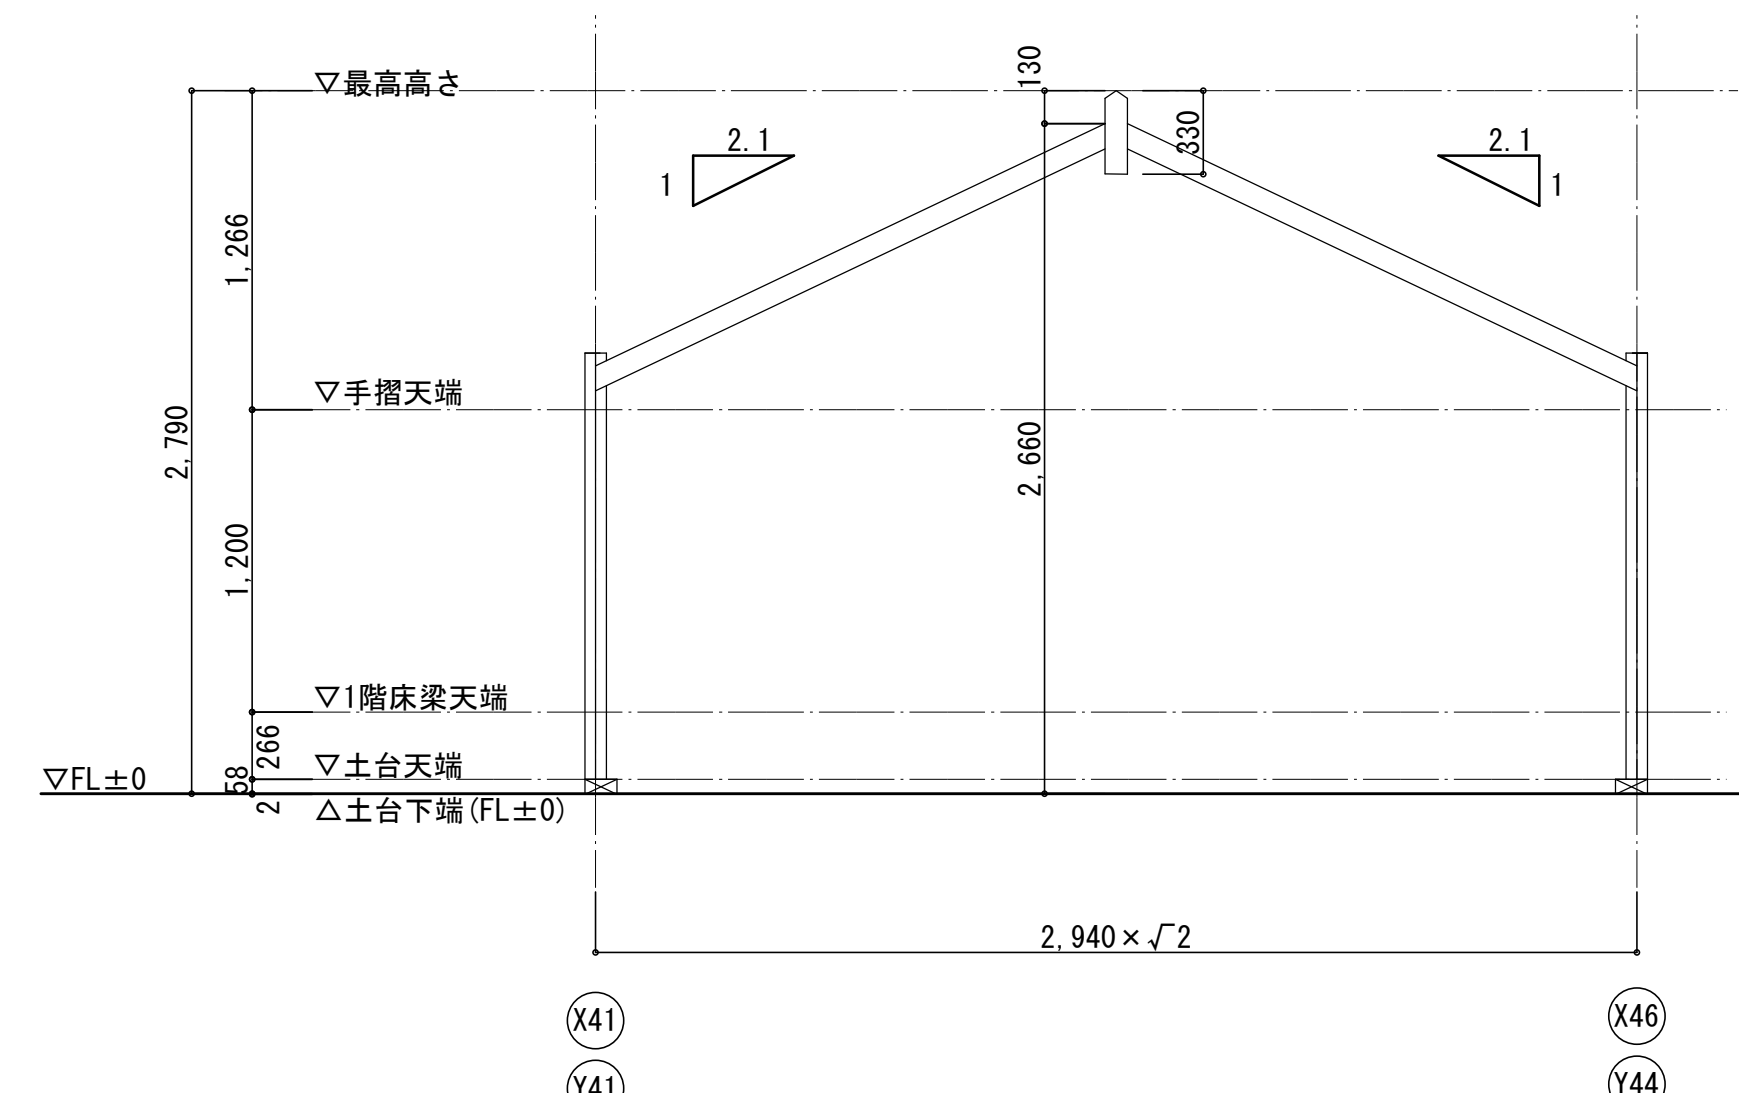 ▽最高高さ
130
2.1
1
330
2.1
1
1,266
▽手摺天端
2,790
2,660
1,200
▽1階床梁天端
266
▽土台天端
58
▽FL±0
2
△土台下端(FL±0)
2,940×√2
X41
X46
Y41
Y44